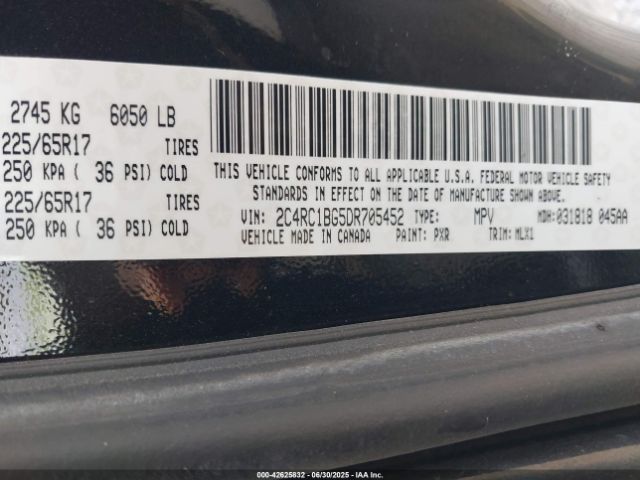 2745 KG 6050 LB
225/65R17 TIRES
250 KPA ( 36 PSI) COLD
225/65R17 TIRES
250 KPA ( 36 PSI) COLD
THIS VEHICLE CONFORMS TO ALL APPLICABLE U.S.A. FEDERAL MOTOR VEHICLE SAFETY
STANDARDS IN EFFECT ON THE DATE OF MANUFACTURE SHOWN ABOVE.
VIN: 2C4RC1BG5DR705452 TYPE: MPV MDH:031818 045AA
VEHICLE MADE IN CANADA PAINT: PXR TRIM: MLX1
000-42625832 - 06/30/2025 - IAA Inc.